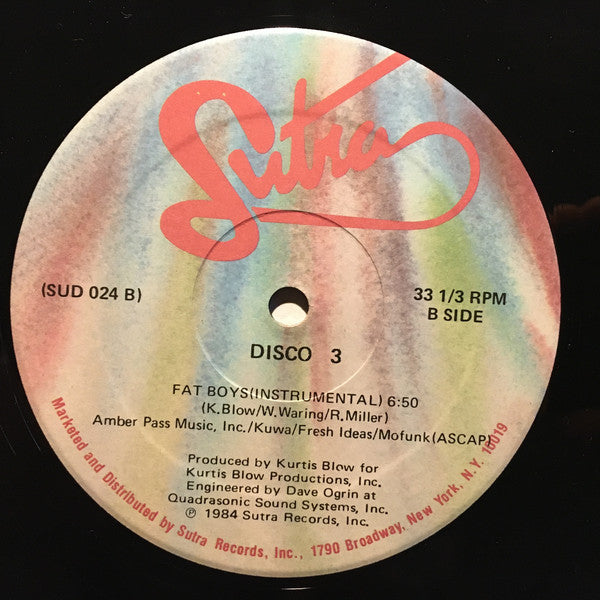 Sutra
(SUD 024 B)
33 1/3 RPM
B SIDE
DISCO 3
FAT BOYS(INSTRUMENTAL) 6:50
(K.Blow/W.Waring/R.Miller)
Amber Pass Music, Inc./Kuwa/Fresh Ideas/Mofunk(ASCAP)
Produced by Kurtis Blow for
Kurtis Blow Productions, Inc.
Engineered by Dave Ogrin at
Quadrasonic Sound Systems, Inc.
℗ 1984 Sutra Records, Inc.
Marketed and Distributed by Sutra Records, Inc., 1790 Broadway, New York, N.Y. 10019